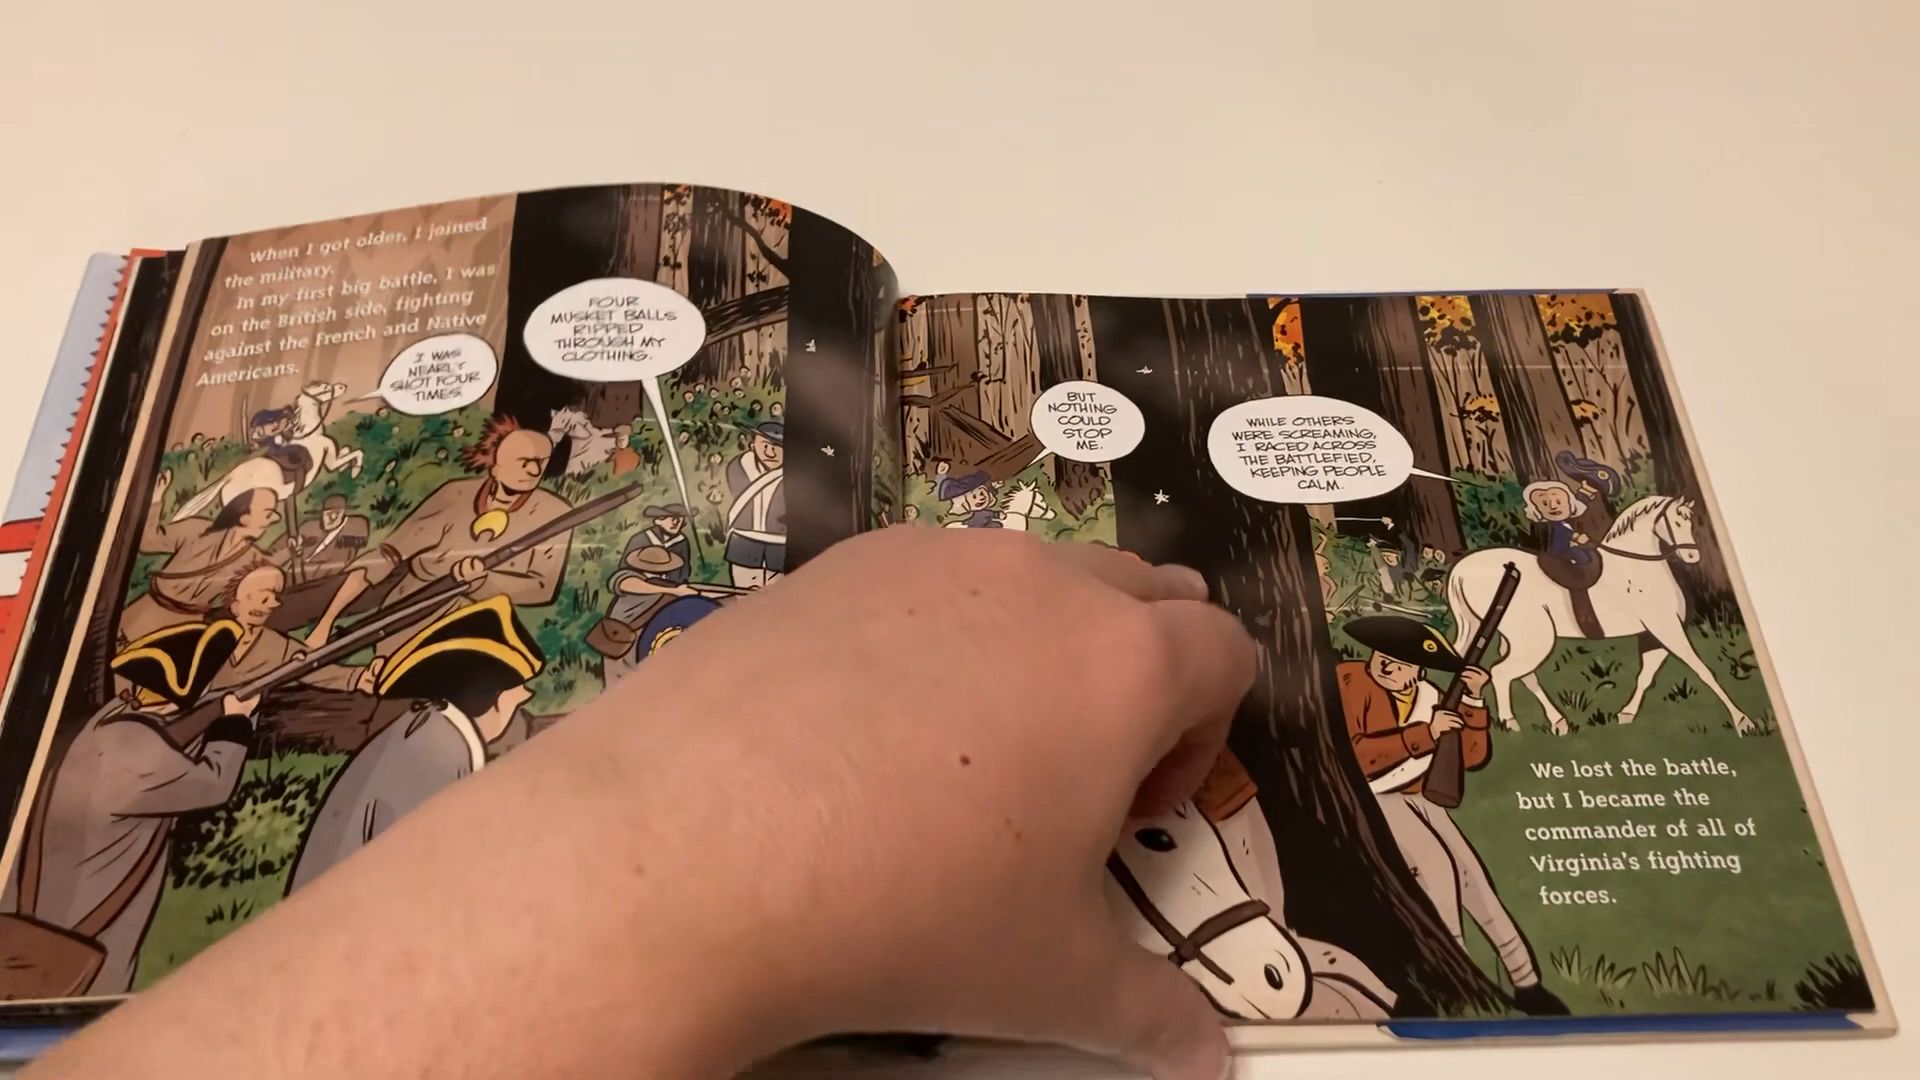 When I got older, I joined
the military.
In my first big battle, I was
on the British side, fighting
against the French and Native
Americans.
I WAS
NEARLY
SHOT FOUR
TIMES.
FOUR
MUSKET BALLS
RIPPED
THROUGH MY
CLOTHING.
BUT
NOTHING
COULD
STOP
ME.
WHILE OTHERS
WERE SCREAMING,
I RACED ACROSS
THE BATTLEFIED,
KEEPING PEOPLE
CALM.
We lost the battle,
but I became the
commander of all of
Virginia's fighting
forces.